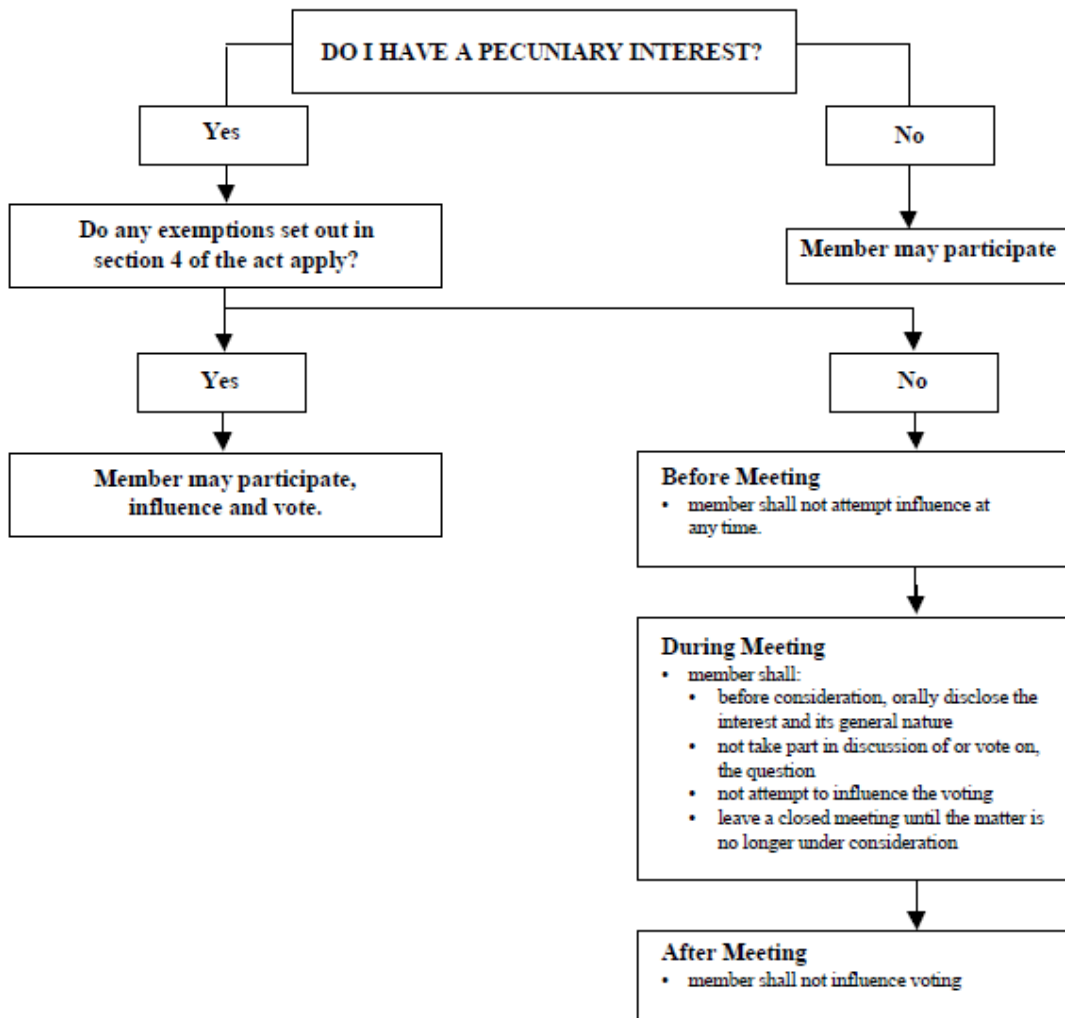 DO I HAVE A PECUNIARY INTEREST?
Yes
No
Do any exemptions set out in
section 4 of the act apply?
Member may participate
Yes
No
Member may participate,
influence and vote.
Before Meeting
• member shall not attempt influence at
any time.
During Meeting
• member shall:
• before consideration, orally disclose the
interest and its general nature
• not take part in discussion of or vote on,
the question
• not attempt to influence the voting
• leave a closed meeting until the matter is
no longer under consideration
After Meeting
• member shall not influence voting